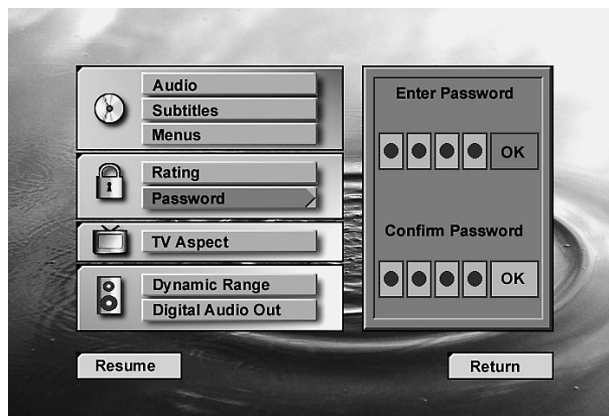 Audio
Subtitles
Menus
Rating
Password
TV Aspect
Dynamic Range
Digital Audio Out
Enter Password
OK
Confirm Password
OK
Resume
Return